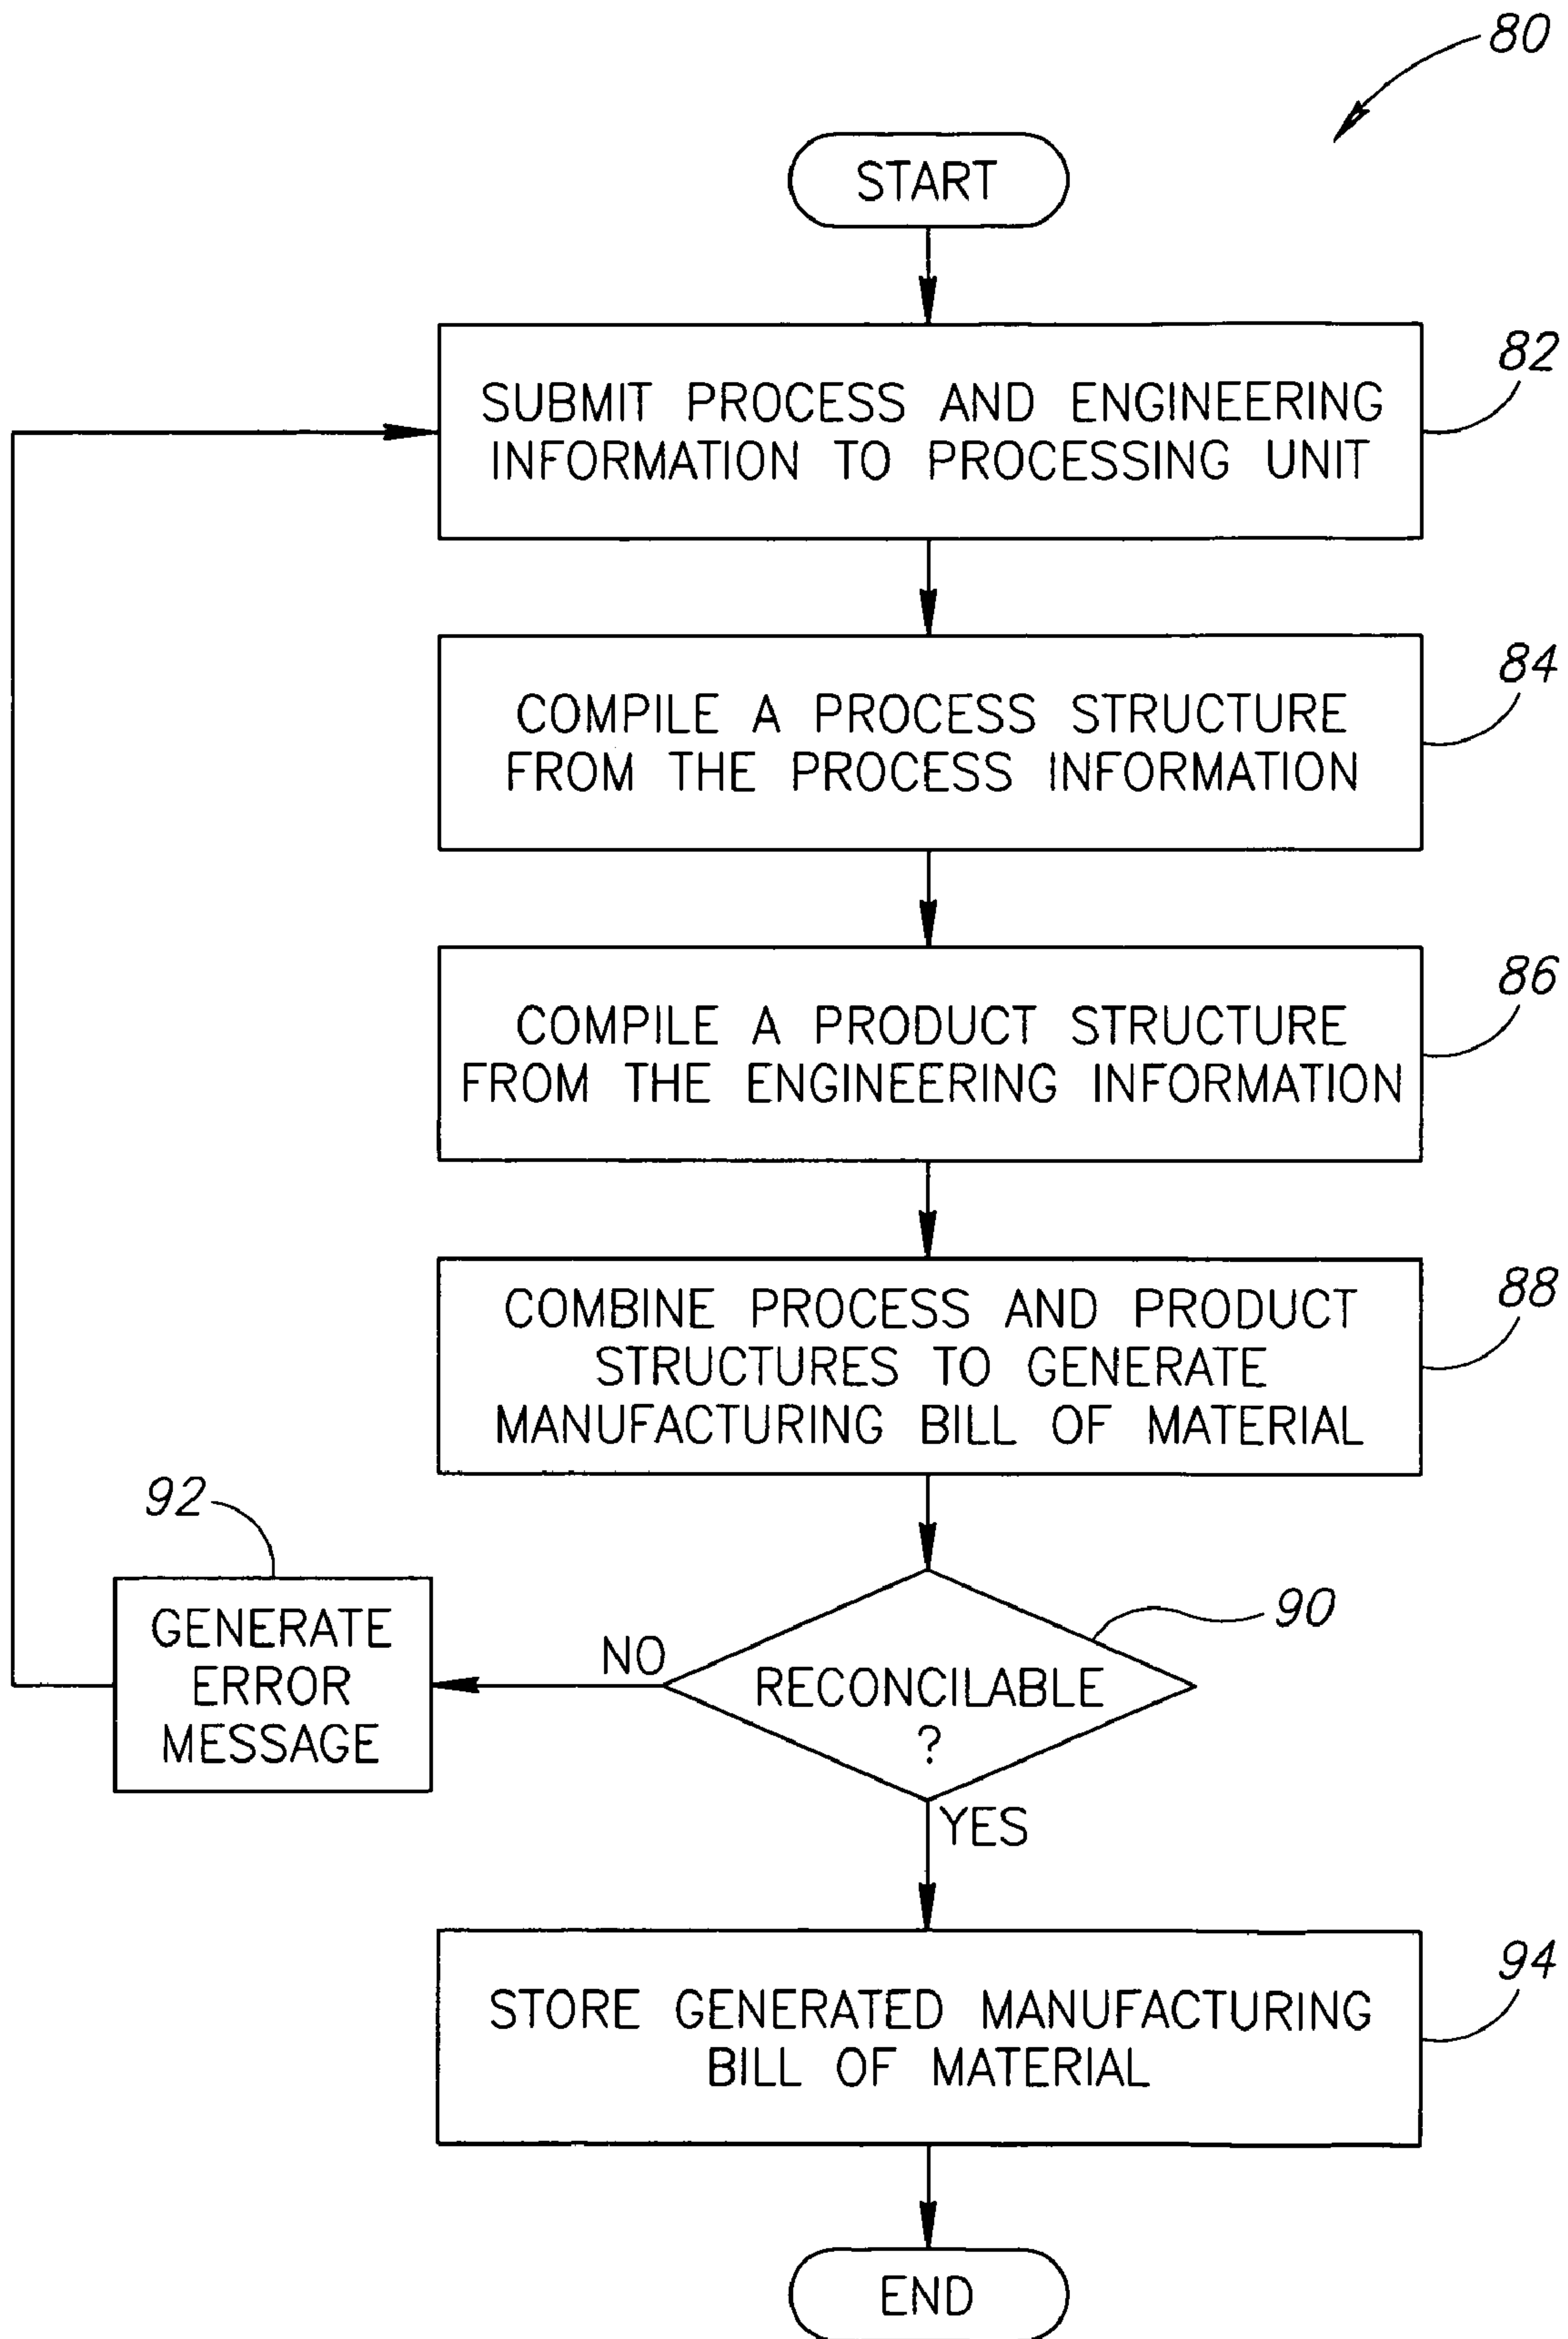 80
START
82
SUBMIT PROCESS AND ENGINEERING
INFORMATION TO PROCESSING UNIT
84
COMPILE A PROCESS STRUCTURE
FROM THE PROCESS INFORMATION
86
COMPILE A PRODUCT STRUCTURE
FROM THE ENGINEERING INFORMATION
88
COMBINE PROCESS AND PRODUCT
STRUCTURES TO GENERATE
MANUFACTURING BILL OF MATERIAL
92
GENERATE
ERROR
MESSAGE
NO
90
RECONCILABLE
?
YES
94
STORE GENERATED MANUFACTURING
BILL OF MATERIAL
END